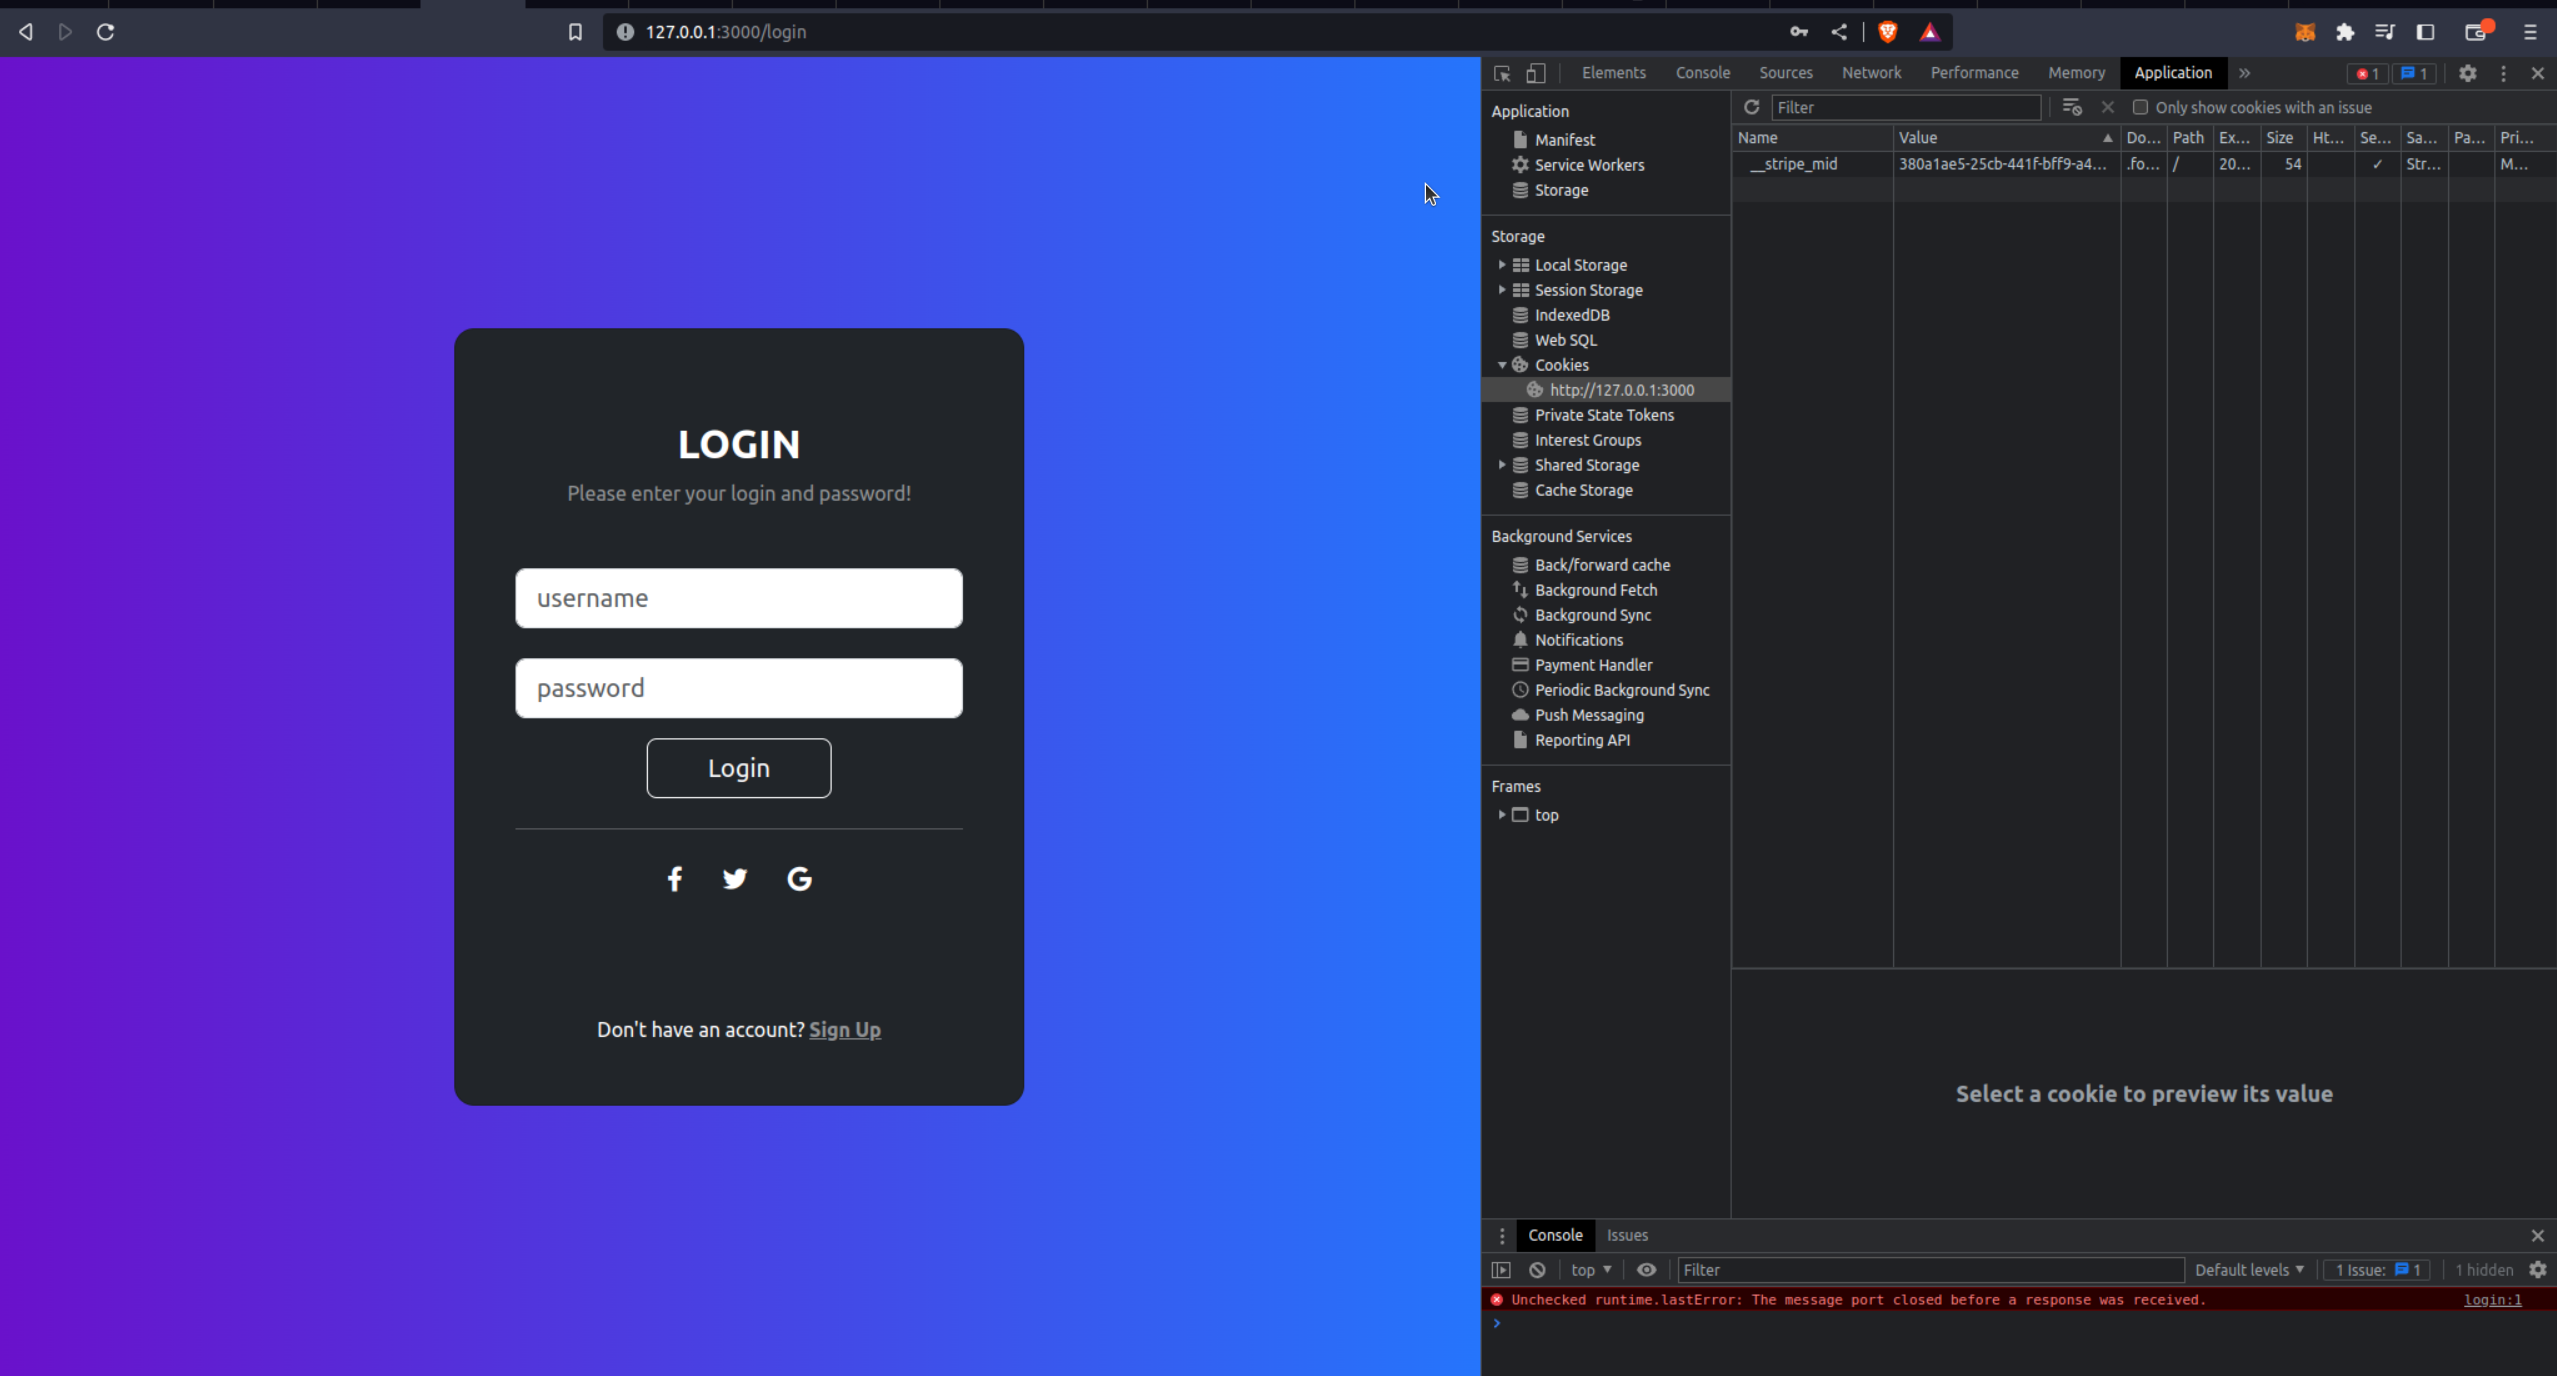 127.0.0.1:3000/login
LOGIN
Please enter your login and password!
username
password
Login
Don't have an account? Sign Up
Elements Console Sources Network Performance Memory Application 1 1
Application
Manifest
Service Workers
Storage
Storage
Local Storage
Session Storage
IndexedDB
Web SQL
Cookies
http://127.0.0.1:3000
Private State Tokens
Interest Groups
Shared Storage
Cache Storage
Background Services
Back/forward cache
Background Fetch
Background Sync
Notifications
Payment Handler
Periodic Background Sync
Push Messaging
Reporting API
Frames
top
Filter Only show cookies with an issue
Name Value Do... Path Ex... Size Ht... Se... Sa... Pa... Pri...
__stripe_mid 380a1ae5-25cb-441f-bff9-a4... .fo... / 20... 54 ✓ Str... M...
Select a cookie to preview its value
Console Issues
top Filter Default levels 1 Issue: 1 1 hidden
Unchecked runtime.lastError: The message port closed before a response was received. login:1